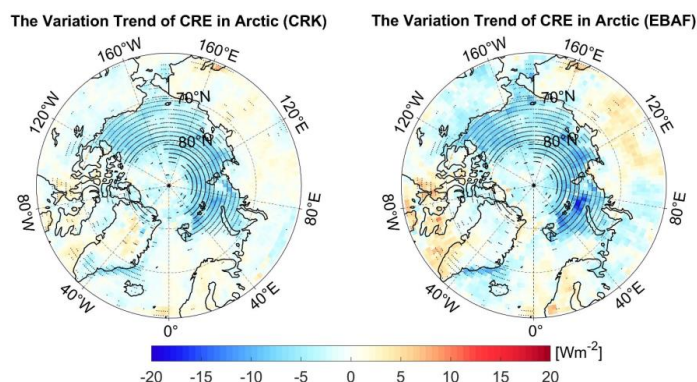 The Variation Trend of CRE in Arctic (CRK)
160°W
160°E
120°W
70°N
120°E
80°N
80°W
80°E
40°W
40°E
0°
The Variation Trend of CRE in Arctic (EBAF)
160°W
160°E
120°W
70°N
120°E
80°N
80°W
80°E
40°W
40°E
0°
[Wm-2]
-20 -15 -10 -5 0 5 10 15 20